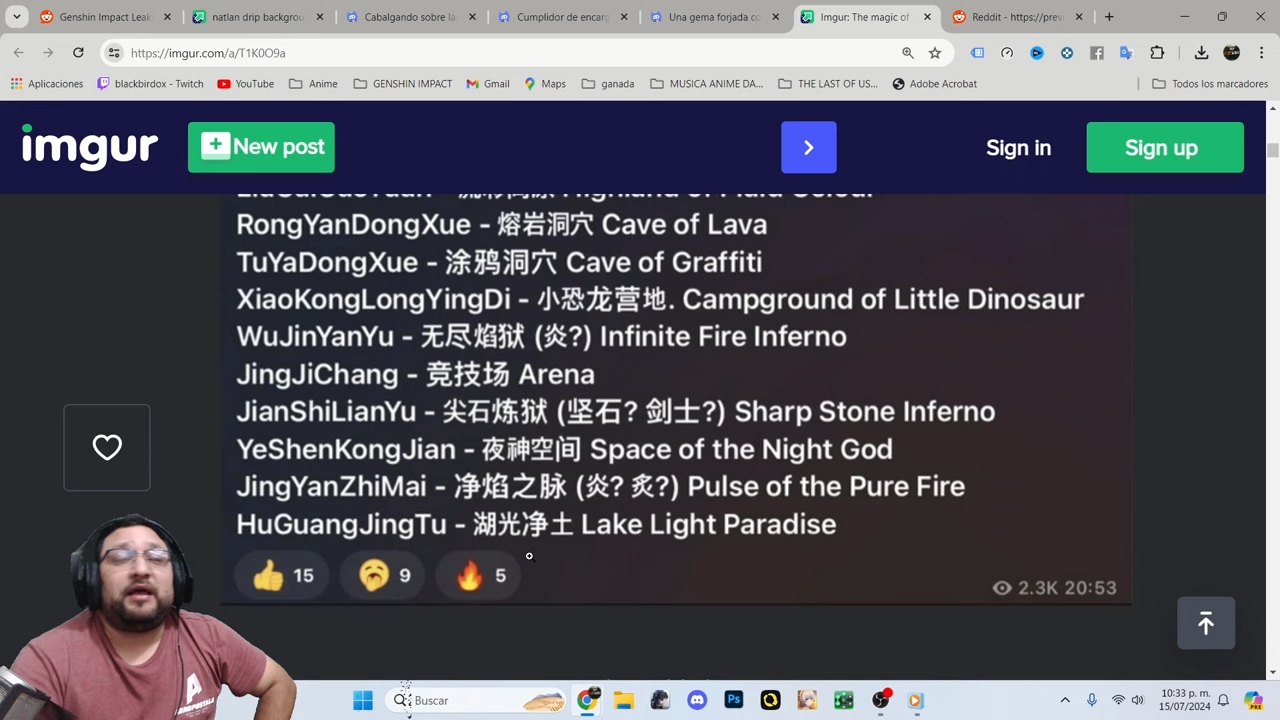 Genshin Impact Leak
natlan drip backgrou
Cabalgando sobre la
Cumplidor de encarg
Una gema forjada co
Imgur: The magic of
Reddit - https://prev
https://imgur.com/a/T1K0O9a
Aplicaciones
blackbirdox - Twitch
YouTube
Anime
GENSHIN IMPACT
Gmail
Maps
ganada
MUSICA ANIME DA...
THE LAST OF US...
Adobe Acrobat
Todos los marcadores
imgur
New post
Sign in
Sign up
RongYanDongXue - 熔岩洞穴 Cave of Lava
TuYaDongXue - 涂鸦洞穴 Cave of Graffiti
XiaoKongLongYingDi - 小恐龙营地. Campground of Little Dinosaur
WuJinYanYu - 无尽焰狱 (炎?) Infinite Fire Inferno
JingJiChang - 竞技场 Arena
JianShiLianYu - 尖石炼狱 (坚石? 剑士?) Sharp Stone Inferno
YeShenKongJian - 夜神空间 Space of the Night God
JingYanZhiMai - 净焰之脉 (炎? 炙?) Pulse of the Pure Fire
HuGuangJingTu - 湖光净土 Lake Light Paradise
15
9
5
2.3K 20:53
A
AEROPOSTALE
Buscar
Ps
10:33 p. m.
15/07/2024
PRE